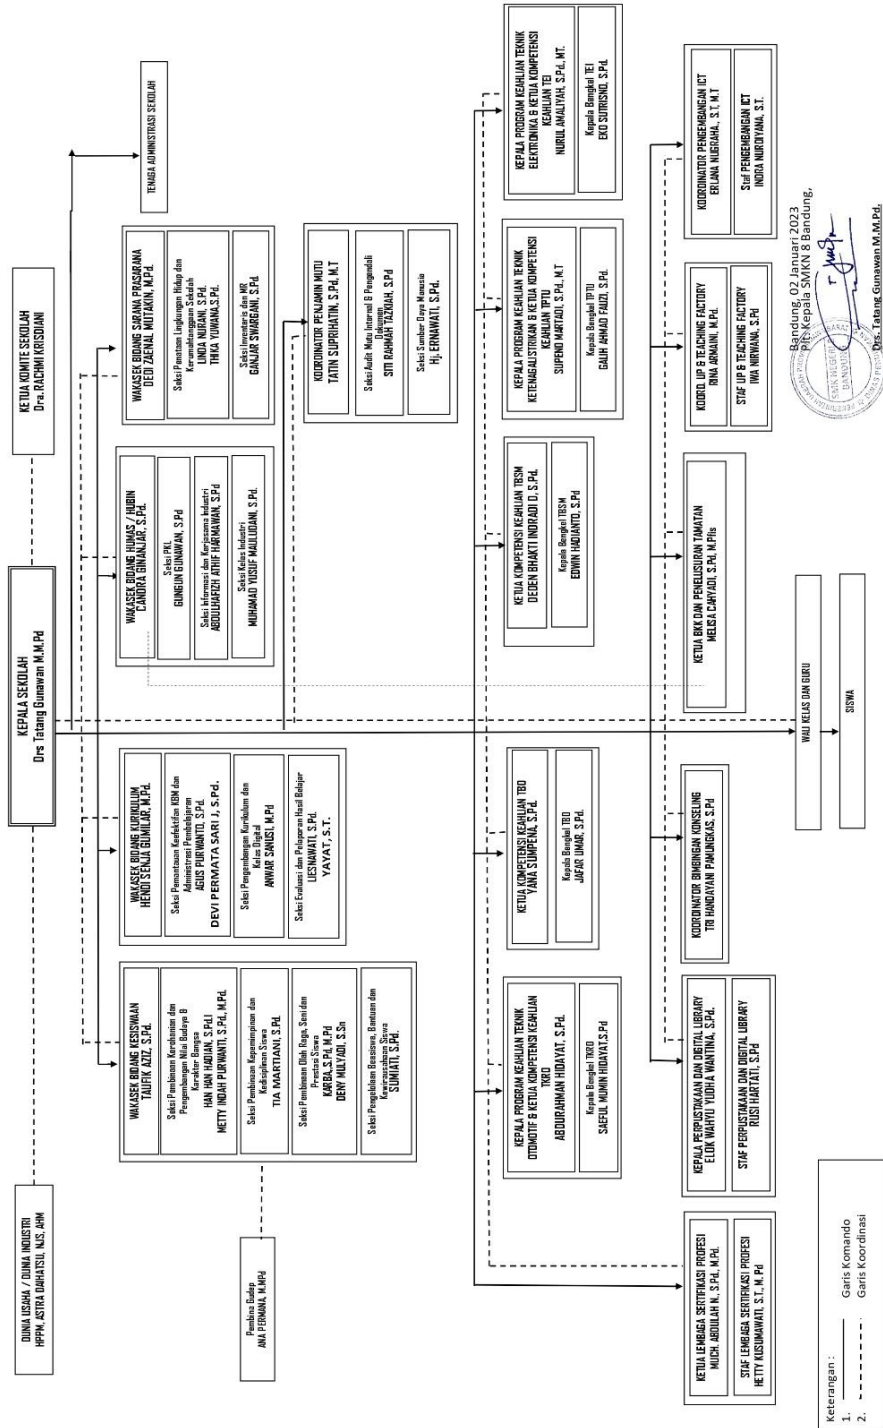 DUNIA USAHA / DUNIA INDUSTRI
HPPM, ASTRA DAIHATSU, NJS, AHM
KEPALA SEKOLAH
Drs Tatang Gunawan M.M.Pd
KETUA KOMITE SEKOLAH
Dra. RACHMI KRISDIANI
TENAGA ADMINISTRASI SEKOLAH
WAKASEK BIDANG KESISWAAN
TAUFIK AZIZ, S.Pd.
Seksi Pembinaan Kerohanian dan
Pengembangan Nilai Budaya &
Karakter Bangsa
HAN HAN HADIAN, S.Pd.I
METTY INDAH PURWANTI, S.Pd., M.Pd.
Seksi Pembinaan Kepemimpinan dan
Kedisiplinan Siswa
TIA MARTIANI, S.Pd.
Seksi Pembinaan Olah Raga, Seni dan
Prestasi Siswa
KARBA.,S.Pd, M.Pd
DENY MULYADI, S.Sn
Seksi Pengelolaan Beasiswa, Bantuan dan
Kewirausahaan Siswa
SUMIATI, S.Pd.
WAKASEK BIDANG KURIKULUM
HENDI SENJA GUMILAR, M.Pd.
Seksi Pemantauan Keefektifan KBM dan
Administrasi Pembelajaran
AGUS PURWANTO, S.Pd.
DEVI PERMATA SARI J, S.Pd.
Seksi Pengembangan Kurikulum dan
Kelas Digital
ANWAR SANUSI, M.Pd
Seksi Evaluasi dan Pelaporan Hasil Belajar
LIESNAWATI, S.Pd.
YAYAT, S.T.
WAKASEK BIDANG HUMAS / HUBIN
CANDRA GINANJAR, S.Pd.
Seksi PKL
GUNGUN GUNAWAN, S.Pd
Seksi Informasi dan Kerjasama Industri
ABDULHAFIZH ATHIF HARMAWAN, S.Pd
Seksi Kelas Industri
MUHAMAD YUSUF MAULUDANI, S.Pd.
WAKASEK BIDANG SARANA PRASARANA
DEDI ZAENAL MUTAKIN, M.Pd.
Seksi Penataan Lingkungan Hidup dan
Kerumahtanggaan Sekolah
LINDA NURANI, S.Pd.
THIKA YUWANA,S.Pd.
Seksi Inventaris dan MR
GANJAR SWARGANI, S.Pd.
Pembina Gudep
ANA PERMANA, M.MPd
KOORDINATOR PENJAMIN MUTU
TATIN SUPRIHATIN, S.Pd, M.T
Seksi Audit Mutu Internal & Pengendali
Dokumen
SITI RAHMAH TAZKIAH, S.Pd
Seksi Sumber Daya Manusia
Hj. ERNAWATI, S.Pd.
KEPALA PROGRAM KEAHLIAN TEKNIK
OTOMOTIF & KETUA KOMPETENSI KEAHLIAN
TKRO
ABDURAHMAN HIDAYAT, S.Pd.
Kepala Bengkel TKRO
SAEFUL MUMIN HIDAYAT,S.Pd
KETUA KOMPETENSI KEAHLIAN TBO
YANA SUMPENA, S.Pd.
Kepala Bengkel TBO
JAFAR UMAR, S.Pd.
KETUA KOMPETENSI KEAHLIAN TBSM
DEDEN BHAKTI INDRADI D, S.Pd.
Kepala Bengkel TBSM
EDWIN HADIANTO, S.Pd
KEPALA PROGRAM KEAHLIAN TEKNIK
KETENAGALISTRIKAN & KETUA KOMPETENSI
KEAHLIAN TPTU
SUPENDI MARTADI, S.Pd., M.T
Kepala Bengkel TPTU
GALIH AHMAD FAUZI, S.Pd.
KEPALA PROGRAM KEAHLIAN TEKNIK
ELEKTRONIKA & KETUA KOMPETENSI
KEAHLIAN TEI
NURUL AMALIYAH, S.Pd., MT.
Kepala Bengkel TEI
EKO SUTRISNO, S.Pd.
KETUA LEMBAGA SERTIFIKASI PROFESI
MUCH. ABDULAH N., S.Pd., M.Pd.
STAF LEMBAGA SERTIFIKASI PROFESI
HETTY KUSUMAWATI, S.T., M. Pd
KEPALA PERPUSTAKAAN DAN DIGITAL LIBRARY
ELOK WAHYU YUDHA WANTINA, S.Pd.
STAF PERPUSTAKAAN DAN DIGITAL LIBRARY
RUSI HARTATI, S.Pd
KOORDINATOR BIMBINGAN KONSELING
TRI HANDAYANI PAMUNGKAS, S.Pd
KETUA BKK DAN PENELUSURAN TAMATAN
MELISA CAHYADI, S.Pd, M.PIis
KOORD. UP & TEACHING FACTORY
RINA ARMAINI, M.Pd.
STAF UP & TEACHING FACTORY
IWA NIRWANA, S.Pd
KOORDINATOR PENGEMBANGAN ICT
ERLANA NUGRAHA., S.T, M.T
Staf PENGEMBANGAN ICT
INDRA NURDIYANA, S.T.
WALI KELAS DAN GURU
SISWA
Keterangan :
1. Garis Komando
2. Garis Koordinasi
Bandung, 02 Januari 2023
Plt. Kepala SMKN 8 Bandung,
SMK NEGERI
BANDUNG
Drs. Tatang Gunawan M.M.Pd.